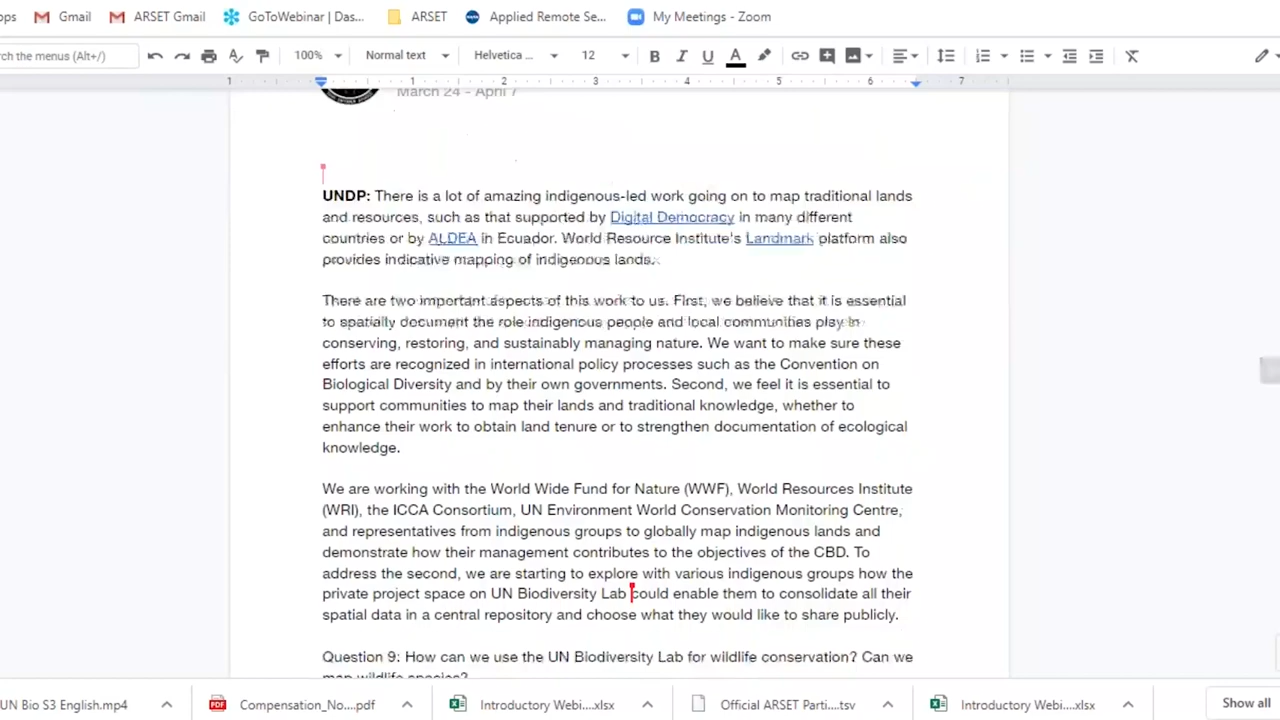 ops Gmail ARSET Gmail GoToWebinar | Das... ARSET Applied Remote Se... My Meetings - Zoom
rch the menus (Alt+/) 100% Normal text Helvetica ... 12 B I U A
1 1 2 3 4 5 6 7
March 24 - April 7
UNDP: There is a lot of amazing indigenous-led work going on to map traditional lands
and resources, such as that supported by Digital Democracy in many different
countries or by ALDEA in Ecuador. World Resource Institute's Landmark platform also
provides indicative mapping of indigenous lands.
There are two important aspects of this work to us. First, we believe that it is essential
to spatially document the role indigenous people and local communities play in
conserving, restoring, and sustainably managing nature. We want to make sure these
efforts are recognized in international policy processes such as the Convention on
Biological Diversity and by their own governments. Second, we feel it is essential to
support communities to map their lands and traditional knowledge, whether to
enhance their work to obtain land tenure or to strengthen documentation of ecological
knowledge.
We are working with the World Wide Fund for Nature (WWF), World Resources Institute
(WRI), the ICCA Consortium, UN Environment World Conservation Monitoring Centre,
and representatives from indigenous groups to globally map indigenous lands and
demonstrate how their management contributes to the objectives of the CBD. To
address the second, we are starting to explore with various indigenous groups how the
private project space on UN Biodiversity Lab could enable them to consolidate all their
spatial data in a central repository and choose what they would like to share publicly.
Question 9: How can we use the UN Biodiversity Lab for wildlife conservation? Can we
map wildlife species?
UN Bio S3 English.mp4 PDF Compensation_No....pdf Introductory Webi....xlsx Official ARSET Parti....tsv Introductory Webi....xlsx Show all